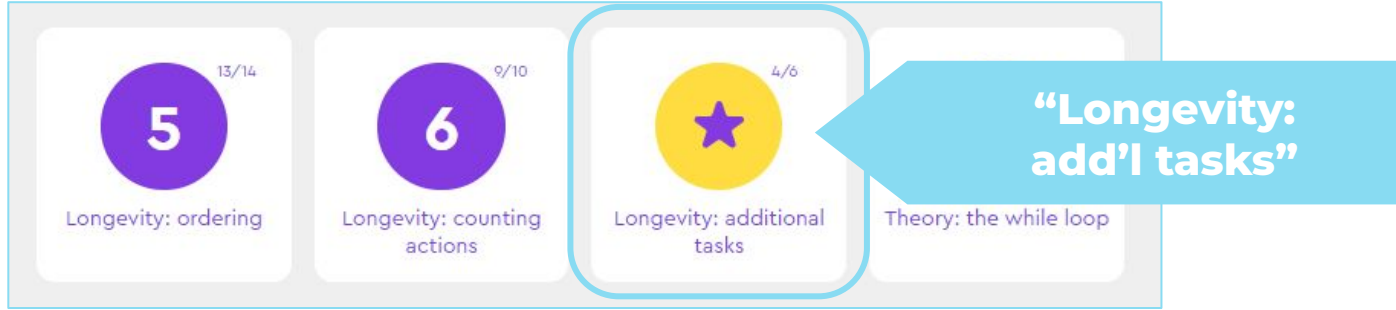 13/14
5
Longevity: ordering
9/10
6
Longevity: counting
actions
4/6
Longevity: additional
tasks
Theory: the while loop
“Longevity:
add’l tasks”